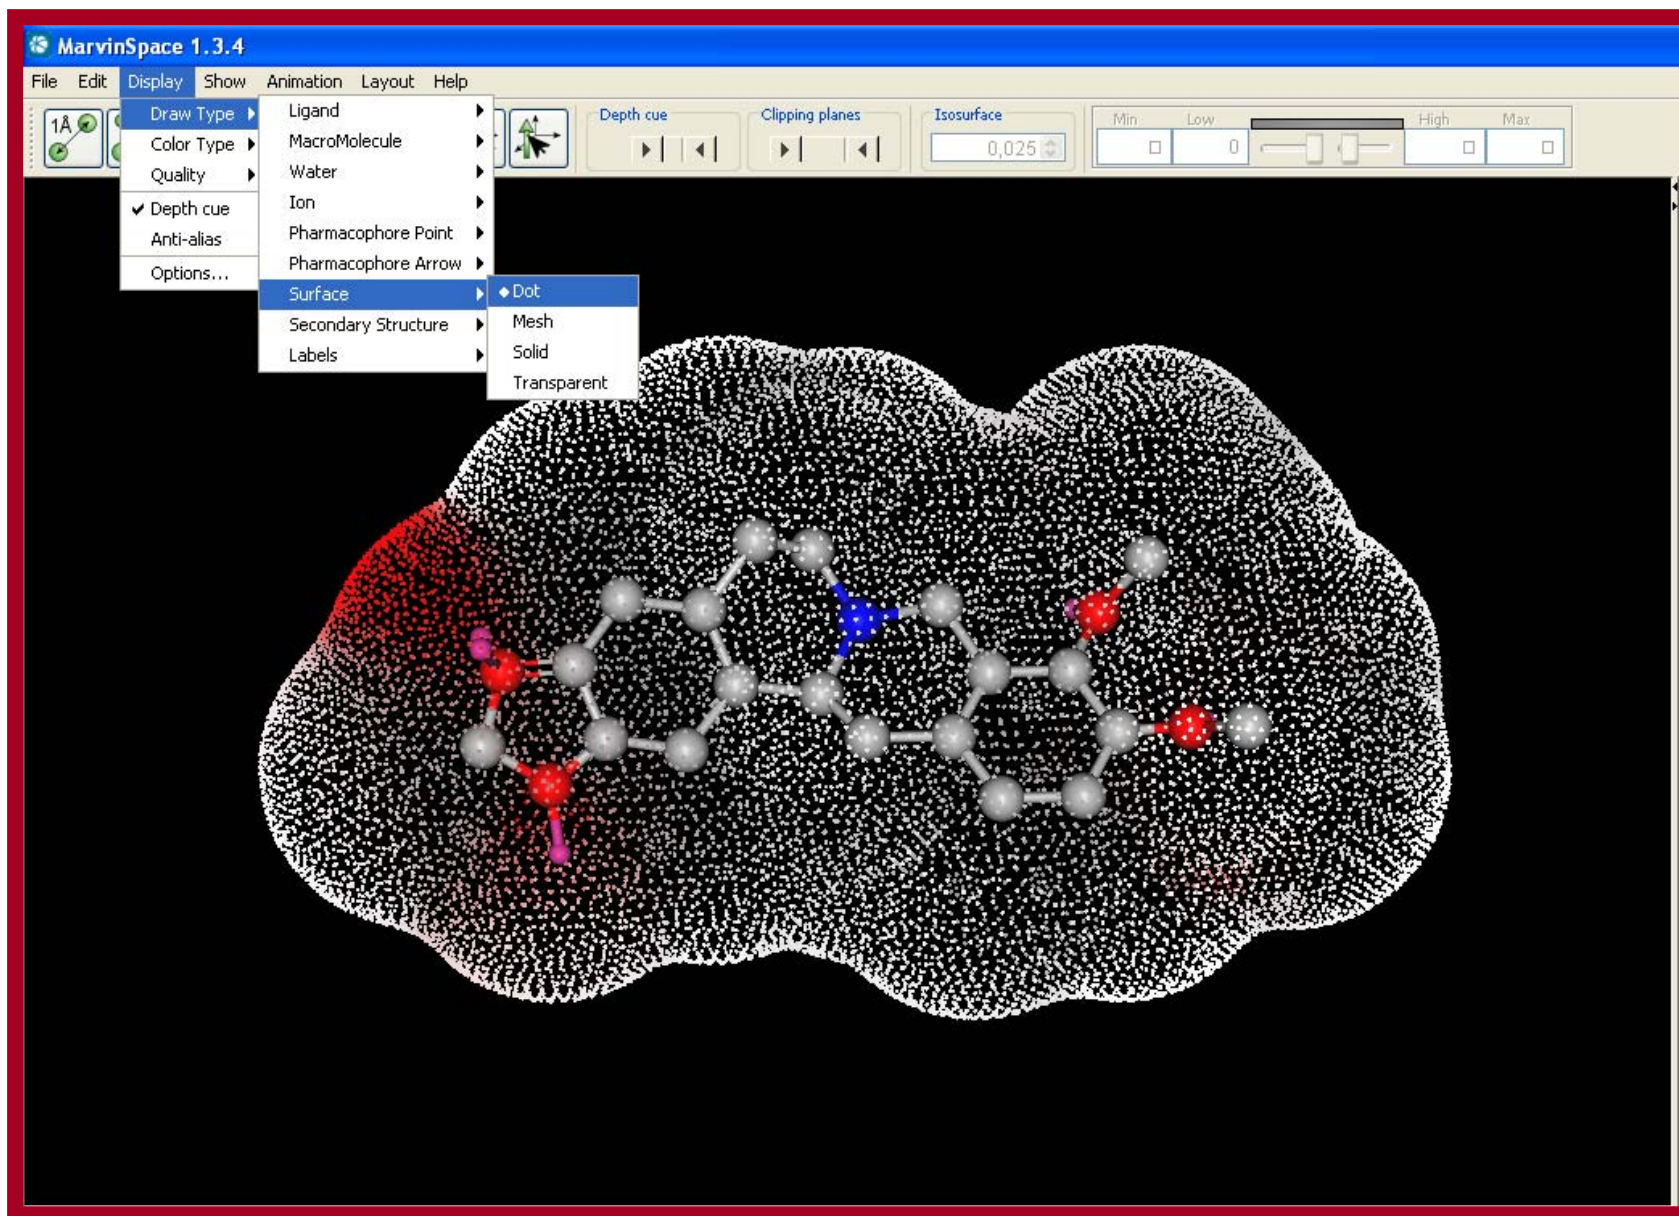 MarvinSpace 1.3.4
File Edit Display Show Animation Layout Help
1Å
Depth cue Clipping planes Isosurface Min Low High Max
0,025 0
Draw Type
Color Type
Quality
Depth cue
Anti-alias
Options...
Ligand
MacroMolecule
Water
Ion
Pharmacophore Point
Pharmacophore Arrow
Surface
Secondary Structure
Labels
Dot
Mesh
Solid
Transparent